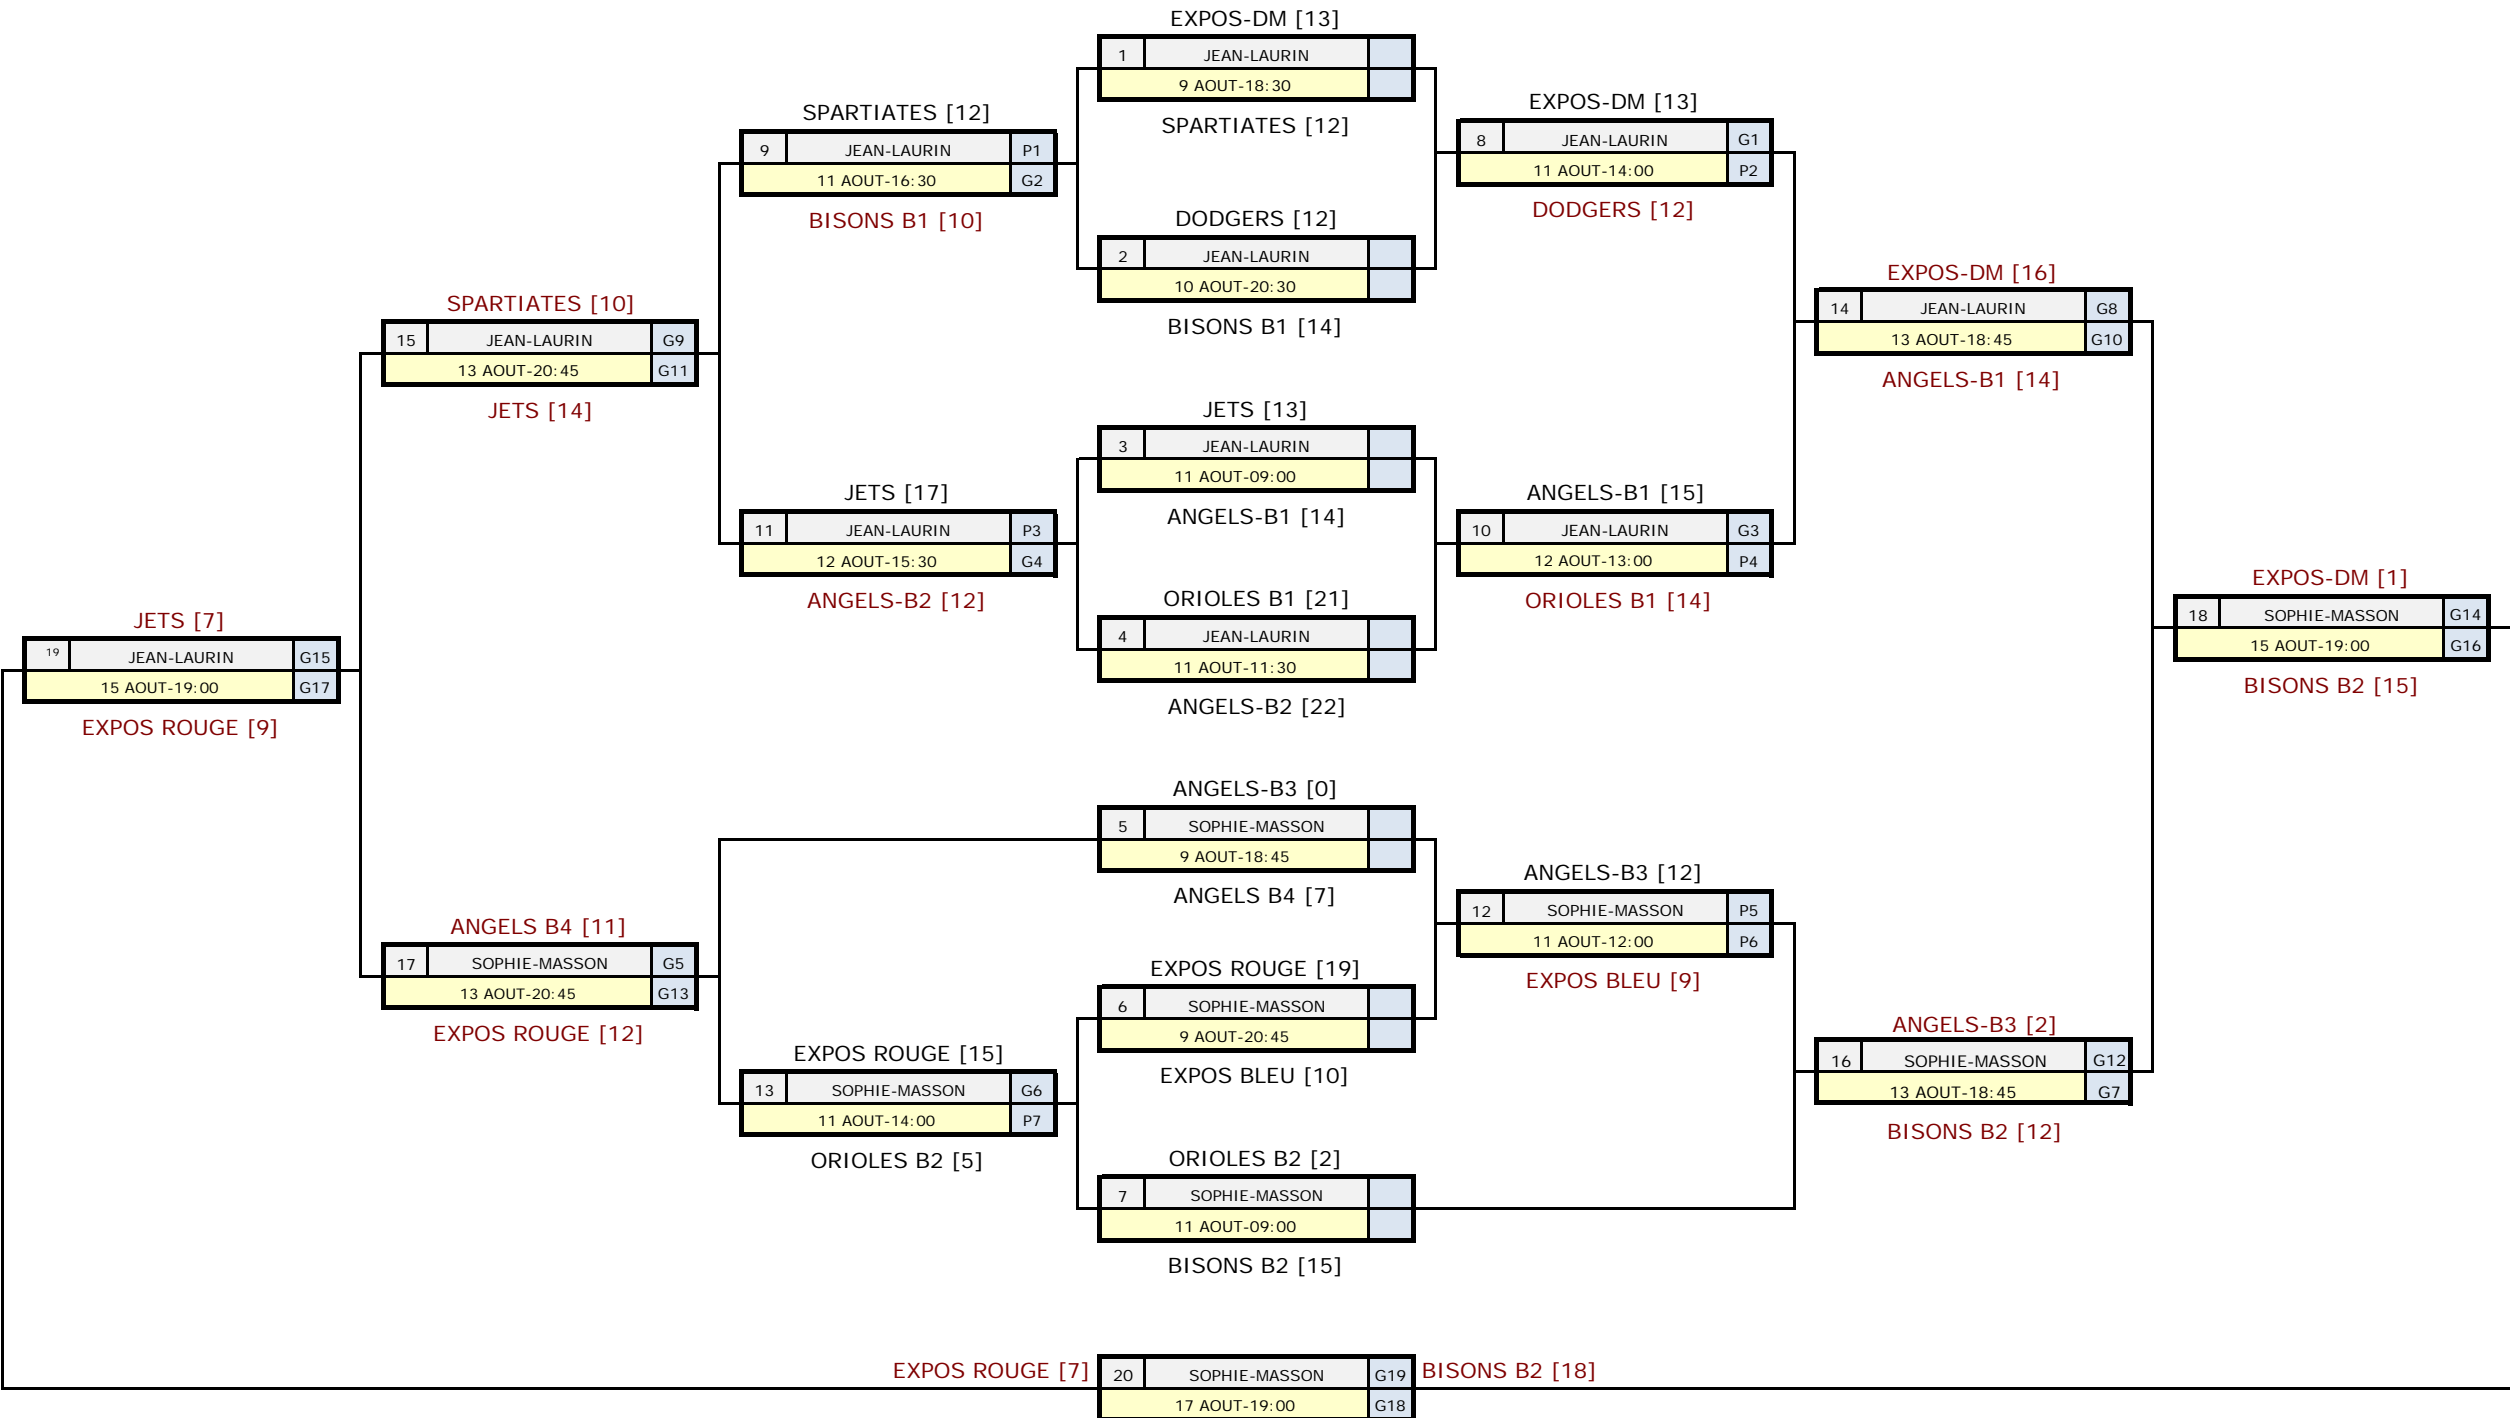 EXPOS-DM [13]
1 JEAN-LAURIN
9 AOUT-18:30
SPARTIATES [12]
SPARTIATES [12]
9 JEAN-LAURIN P1
11 AOUT-16:30 G2
BISONS B1 [10]
EXPOS-DM [13]
8 JEAN-LAURIN G1
11 AOUT-14:00 P2
DODGERS [12]
DODGERS [12]
2 JEAN-LAURIN
10 AOUT-20:30
BISONS B1 [14]
SPARTIATES [10]
15 JEAN-LAURIN G9
13 AOUT-20:45 G11
JETS [14]
EXPOS-DM [16]
14 JEAN-LAURIN G8
13 AOUT-18:45 G10
ANGELS-B1 [14]
JETS [13]
3 JEAN-LAURIN
11 AOUT-09:00
ANGELS-B1 [14]
JETS [17]
11 JEAN-LAURIN P3
12 AOUT-15:30 G4
ANGELS-B2 [12]
ANGELS-B1 [15]
10 JEAN-LAURIN G3
12 AOUT-13:00 P4
ORIOLES B1 [14]
ORIOLES B1 [21]
4 JEAN-LAURIN
11 AOUT-11:30
ANGELS-B2 [22]
JETS [7]
19 JEAN-LAURIN G15
15 AOUT-19:00 G17
EXPOS ROUGE [9]
EXPOS-DM [1]
18 SOPHIE-MASSON G14
15 AOUT-19:00 G16
BISONS B2 [15]
ANGELS-B3 [0]
5 SOPHIE-MASSON
9 AOUT-18:45
ANGELS B4 [7]
ANGELS-B3 [12]
12 SOPHIE-MASSON P5
11 AOUT-12:00 P6
EXPOS BLEU [9]
ANGELS B4 [11]
17 SOPHIE-MASSON G5
13 AOUT-20:45 G13
EXPOS ROUGE [12]
EXPOS ROUGE [19]
6 SOPHIE-MASSON
9 AOUT-20:45
EXPOS BLEU [10]
EXPOS ROUGE [15]
13 SOPHIE-MASSON G6
11 AOUT-14:00 P7
ORIOLES B2 [5]
ANGELS-B3 [2]
16 SOPHIE-MASSON G12
13 AOUT-18:45 G7
BISONS B2 [12]
ORIOLES B2 [2]
7 SOPHIE-MASSON
11 AOUT-09:00
BISONS B2 [15]
EXPOS ROUGE [7] 20 SOPHIE-MASSON G19 BISONS B2 [18]
17 AOUT-19:00 G18